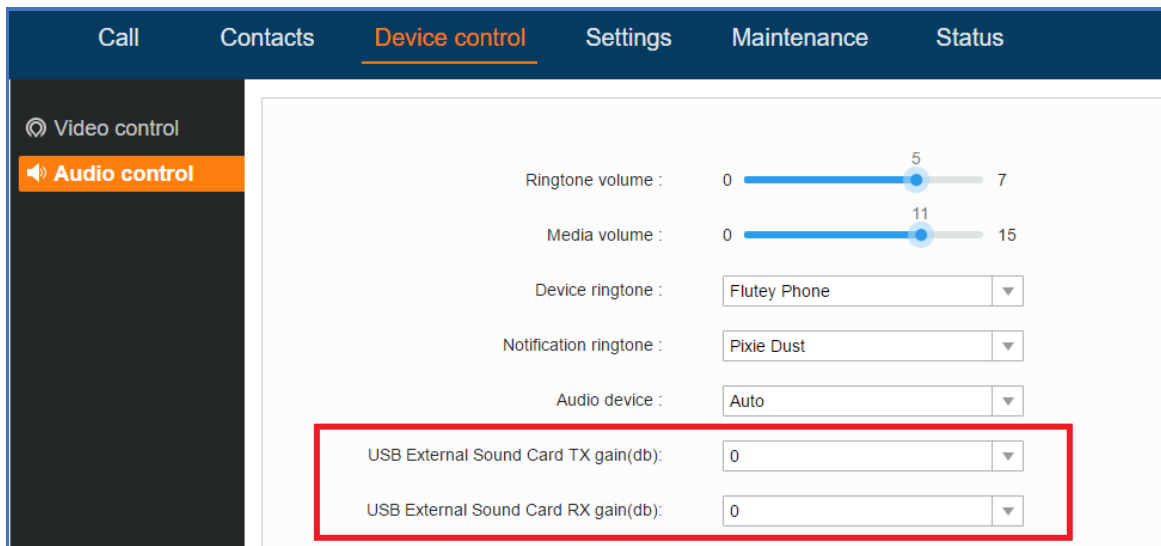 Call Contacts Device control Settings Maintenance Status
Video control
Audio control
Ringtone volume : 0 5 7
Media volume : 0 11 15
Device ringtone : Flutey Phone
Notification ringtone : Pixie Dust
Audio device : Auto
USB External Sound Card TX gain(db): 0
USB External Sound Card RX gain(db): 0